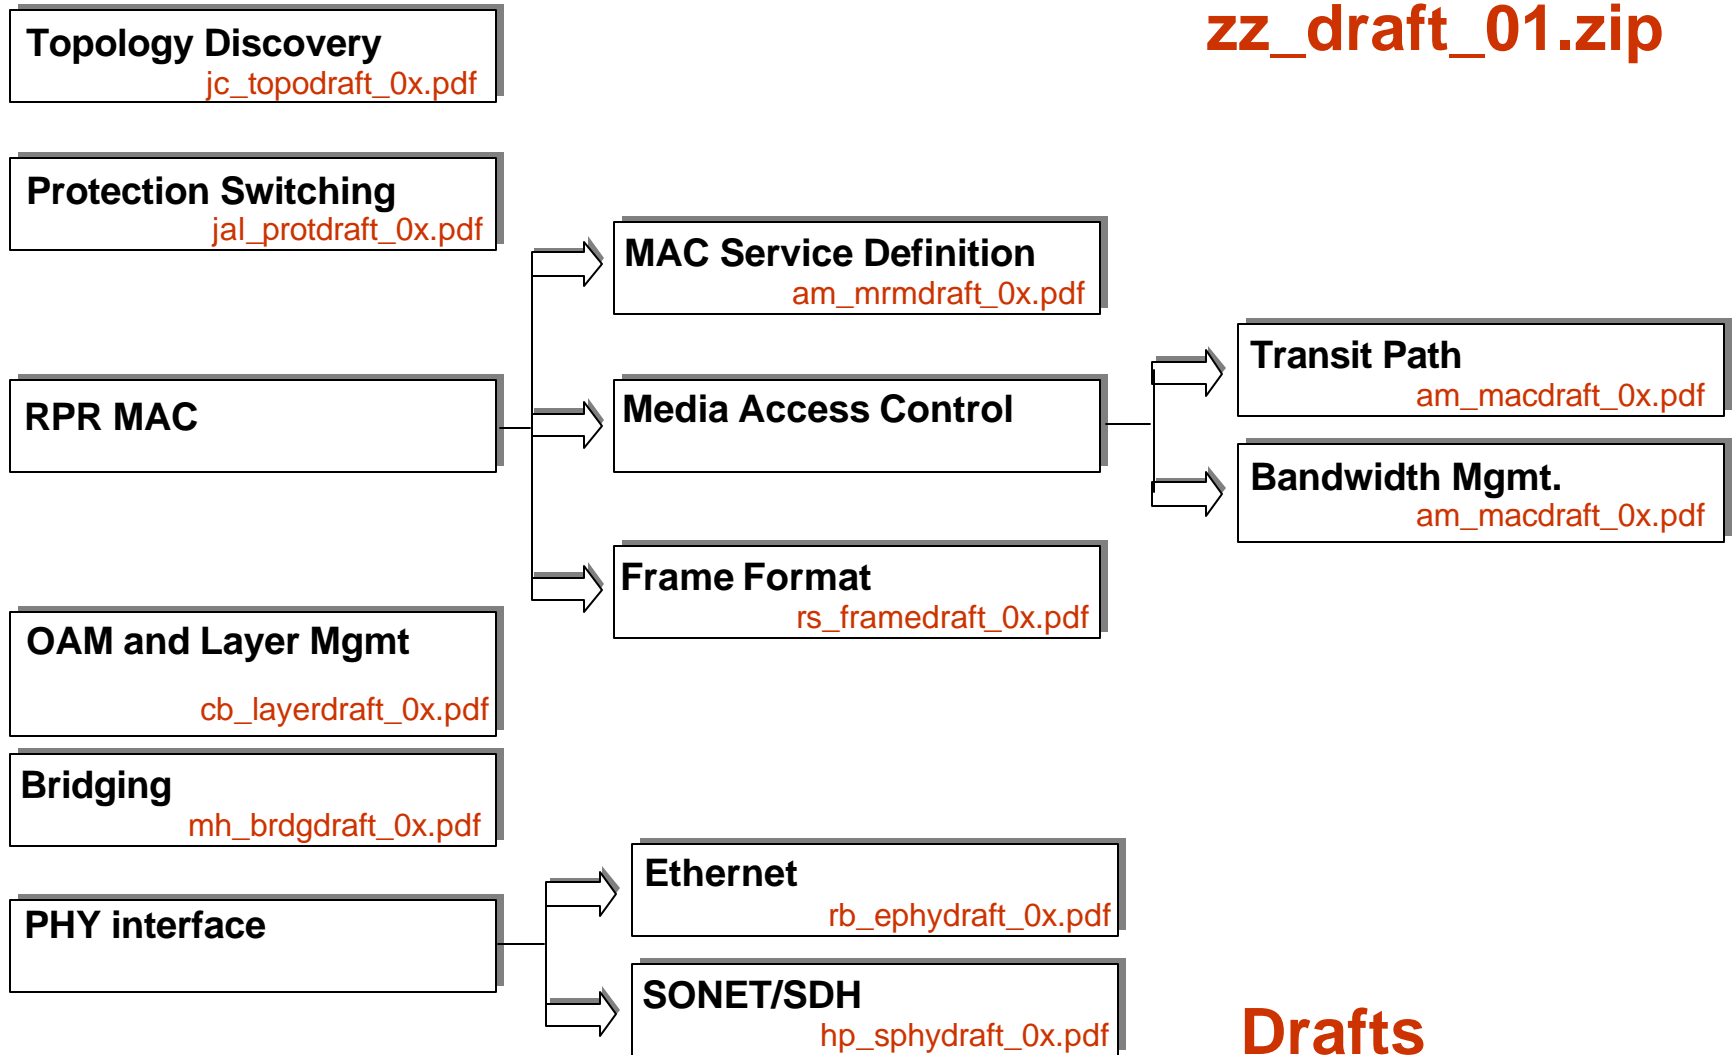 zz_draft_01.zip
Topology Discovery
jc_topodraft_0x.pdf
Protection Switching
jal_protdraft_0x.pdf
MAC Service Definition
am_mrmdraft_0x.pdf
RPR MAC
Media Access Control
Transit Path
am_macdraft_0x.pdf
Bandwidth Mgmt.
am_macdraft_0x.pdf
Frame Format
rs_framedraft_0x.pdf
OAM and Layer Mgmt
cb_layerdraft_0x.pdf
Bridging
mh_brdgdraft_0x.pdf
PHY interface
Ethernet
rb_ephydraft_0x.pdf
SONET/SDH
hp_sphydraft_0x.pdf
Drafts